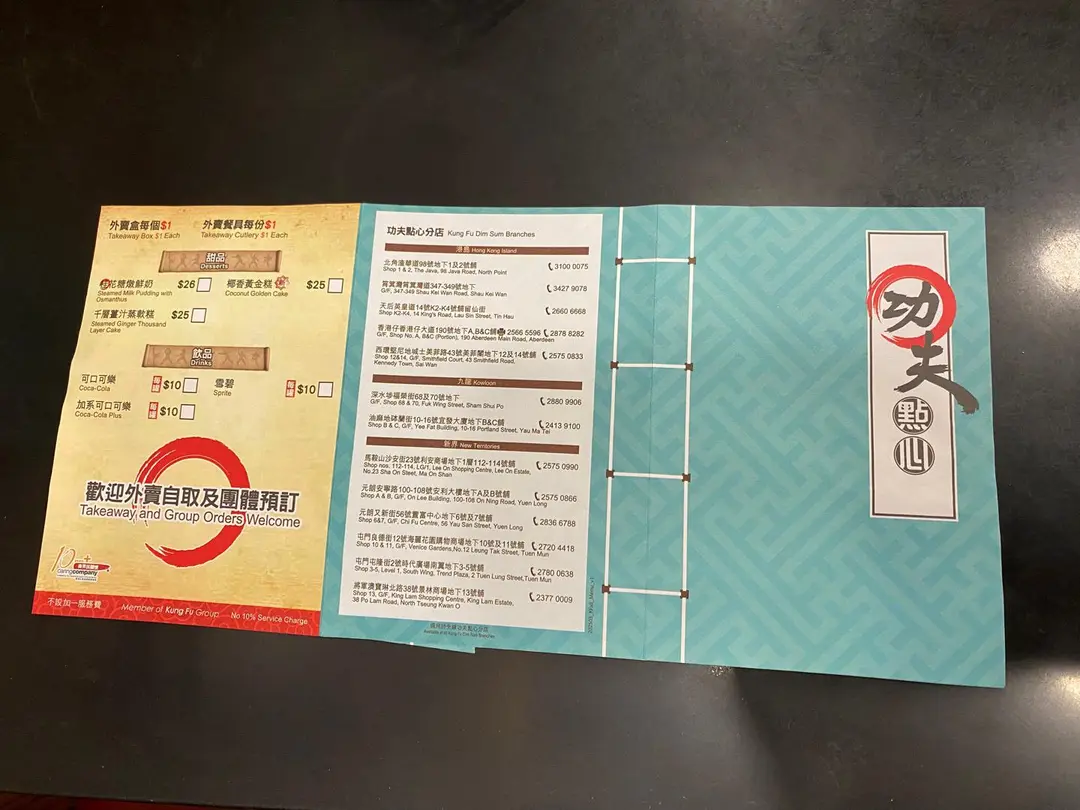 外賣盒每個$1
Takeaway Box $1 Each
外賣餐具每份$1
Takeaway Cutlery $1 Each
甜品
Desserts
桂花糖燉鮮奶 $26
Steamed Milk Pudding with
Osmanthus
椰香黃金糕 $25
Coconut Golden Cake
千層薑汁蒸軟糕 $25
Steamed Ginger Thousand
Layer Cake
飲品
Drinks
可口可樂 每罐 $10
Coca-Cola
雪碧 每罐 $10
Sprite
加系可口可樂 每罐 $10
Coca-Cola Plus
歡迎外賣自取及團體預訂
Takeaway and Group Orders Welcome
10+
caringcompany
不設加一服務費
Member of Kung Fu Group
No 10% Service Charge
功夫點心分店 Kung Fu Dim Sum Branches
港島 Hong Kong Island
北角渣華道98號地下1及2號舖
Shop 1 & 2, The Java, 98 Java Road, North Point
3100 0075
筲箕灣筲箕灣道347-349號地下
G/F, 347-349 Shau Kei Wan Road, Shau Kei Wan
3427 9078
天后英皇道14號K2-K4號舖留仙街
Shop K2-K4, 14 King's Road, Lau Sin Street, Tin Hau
2660 6668
香港仔香港仔大道190號地下A,B&C舖 2566 5596 2878 8282
G/F, Shop No. A, B&C (Portion), 190 Aberdeen Main Road, Aberdeen
西環堅尼地城士美菲路43號美菲閣地下12及14號舖
Shop 12&14, G/F, Smithfield Court, 43 Smithfield Road,
Kennedy Town, Sai Wan
2575 0833
九龍 Kowloon
深水埗福榮街68及70號地下
G/F, Shop 68 & 70, Fuk Wing Street, Sham Shui Po
2880 9906
油麻地砵蘭街10-16號宜發大廈地下B&C舖
Shop B & C, G/F, Yee Fat Building, 10-16 Portland Street, Yau Ma Tei
2413 9100
新界 New Territories
馬鞍山沙安街23號利安商場地下1層112-114號舖
Shop nos. 112-114, LG/1, Lee On Shopping Centre, Lee On Estate,
No.23 Sha On Street, Ma On Shan
2575 0990
元朗安寧路100-108號安利大樓地下A及B號舖
Shop A & B, G/F, On Lee Building, 100-108 On Ning Road, Yuen Long
2575 0866
元朗又新街56號置富中心地下6號及7號舖
Shop 6&7, G/F, Chi Fu Centre, 56 Yau San Street, Yuen Long
2836 6788
屯門良德街12號海麗花園購物商場地下10號及11號舖
Shop 10 & 11, G/F, Venice Gardens,No.12 Leung Tak Street, Tuen Mun
2720 4418
屯門屯隆街2號時代廣場南翼地下3-5號舖
Shop 3-5, Level 1, South Wing, Trend Plaza, 2 Tuen Lung Street,Tuen Mun
2780 0638
將軍澳寶琳北路38號景林商場地下13號舖
Shop 13, G/F, King Lam Shopping Centre, King Lam Estate,
38 Po Lam Road, North Tseung Kwan O
2377 0009
功夫點心